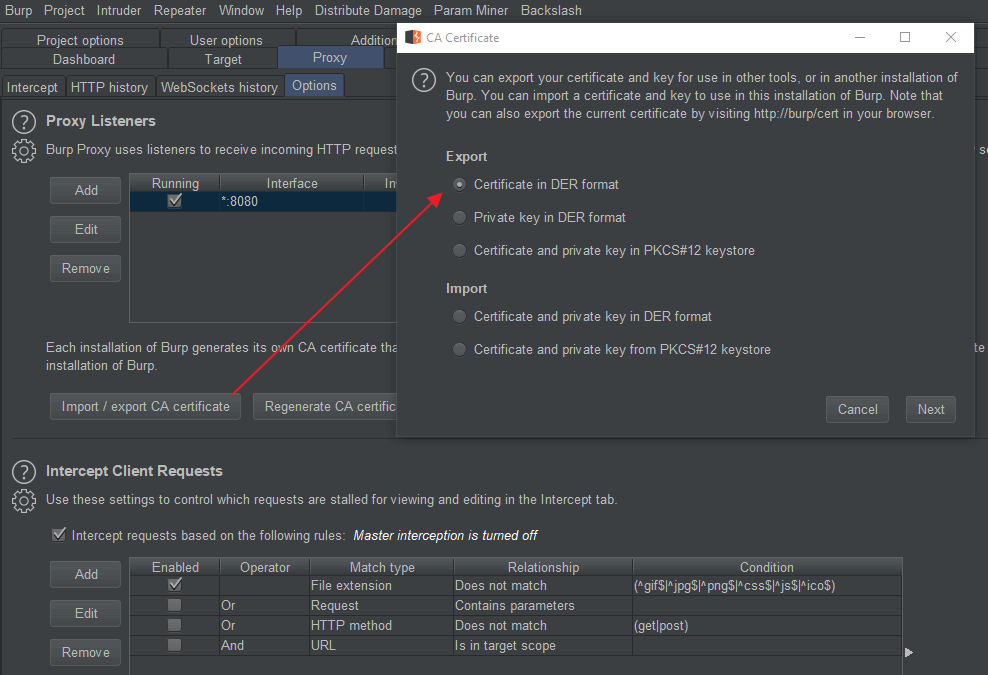 Burp Project Intruder Repeater Window Help Distribute Damage Param Miner Backslash
Project options User options Addition
Dashboard Target Proxy
Intercept HTTP history WebSockets history Options
Proxy Listeners
Burp Proxy uses listeners to receive incoming HTTP request
Add
Edit
Remove
Running Interface In
*:8080
Each installation of Burp generates its own CA certificate tha
installation of Burp.
Import / export CA certificate Regenerate CA certific
CA Certificate
You can export your certificate and key for use in other tools, or in another installation of
Burp. You can import a certificate and key to use in this installation of Burp. Note that
you can also export the current certificate by visiting http://burp/cert in your browser.
Export
Certificate in DER format
Private key in DER format
Certificate and private key in PKCS#12 keystore
Import
Certificate and private key in DER format
Certificate and private key from PKCS#12 keystore
Cancel Next
Intercept Client Requests
Use these settings to control which requests are stalled for viewing and editing in the Intercept tab.
Intercept requests based on the following rules: Master interception is turned off
Add
Edit
Remove
Enabled Operator Match type Relationship Condition
File extension Does not match (^gif$|^jpg$|^png$|^css$|^js$|^ico$)
Or Request Contains parameters
Or HTTP method Does not match (get|post)
And URL Is in target scope